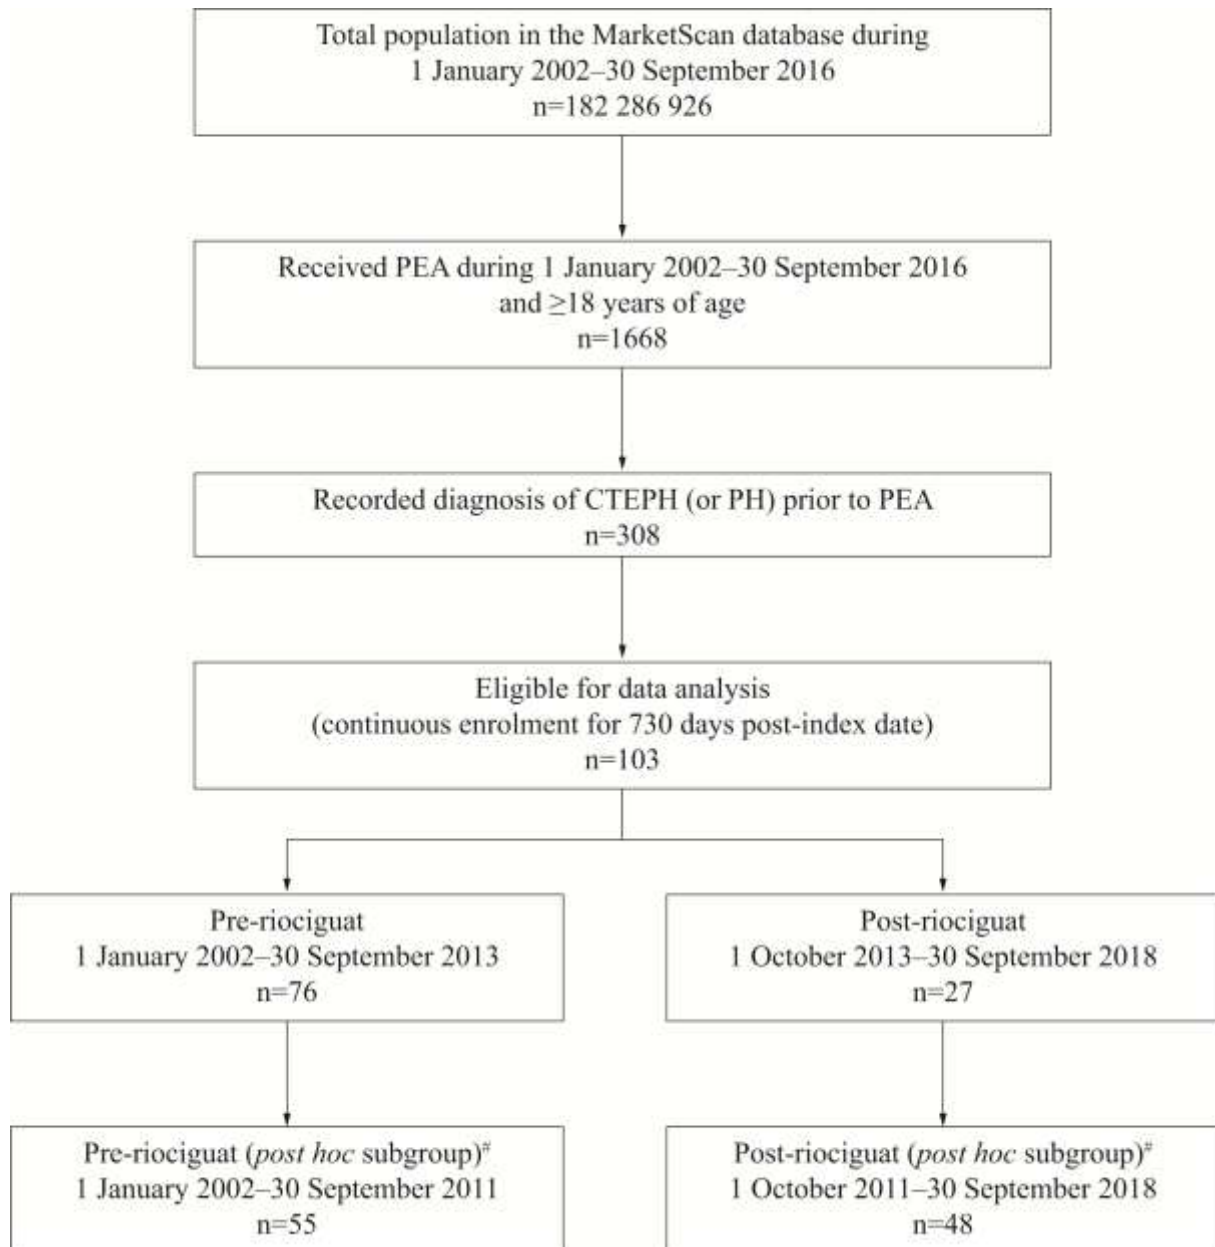 Total population in the MarketScan database during
1 January 2002–30 September 2016
n=182 286 926
Received PEA during 1 January 2002–30 September 2016
and ≥18 years of age
n=1668
Recorded diagnosis of CTEPH (or PH) prior to PEA
n=308
Eligible for data analysis
(continuous enrolment for 730 days post-index date)
n=103
Pre-riociguat
1 January 2002–30 September 2013
n=76
Post-riociguat
1 October 2013–30 September 2018
n=27
Pre-riociguat (post hoc subgroup)#
1 January 2002–30 September 2011
n=55
Post-riociguat (post hoc subgroup)#
1 October 2011–30 September 2018
n=48